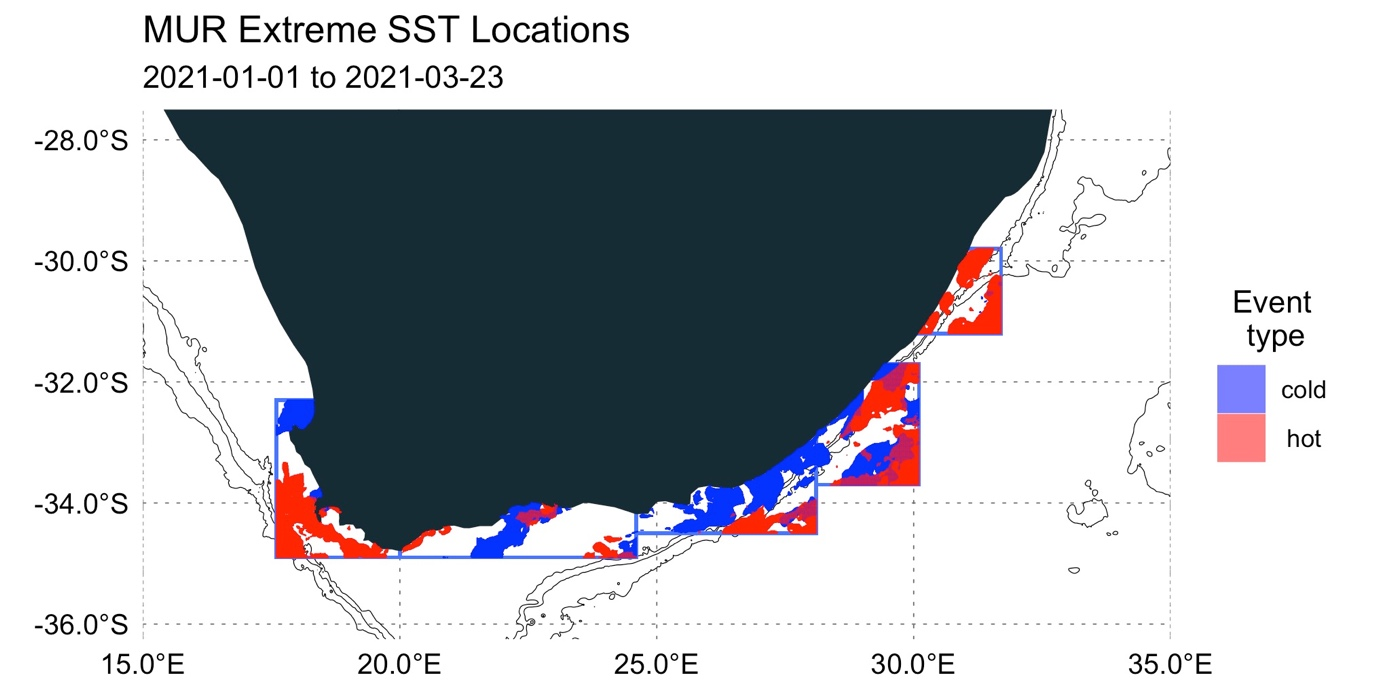 MUR Extreme SST Locations
2021-01-01 to 2021-03-23
-28.0°S
-30.0°S
-32.0°S
-34.0°S
-36.0°S
15.0°E
20.0°E
25.0°E
30.0°E
35.0°E
Event
type
cold
hot